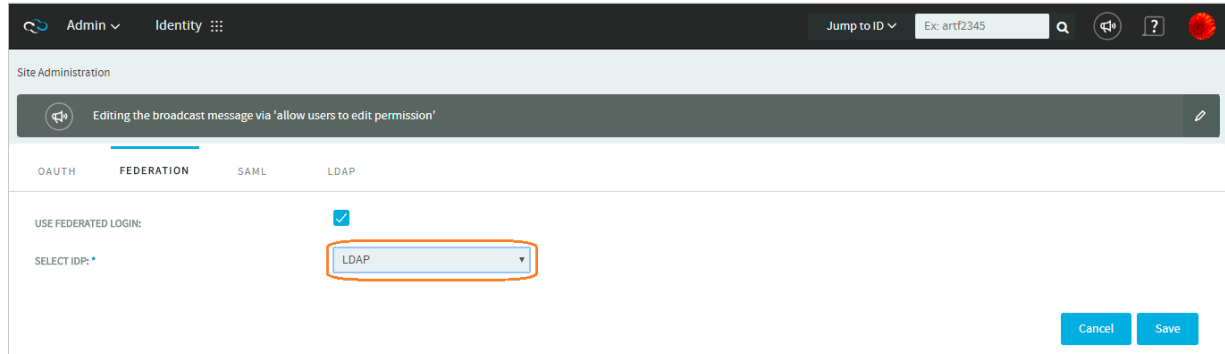 Admin Identity Jump to ID Ex: artf2345 ?
Site Administration
Editing the broadcast message via 'allow users to edit permission'
OAUTH FEDERATION SAML LDAP
USE FEDERATED LOGIN:
SELECT IDP: * LDAP
Cancel Save